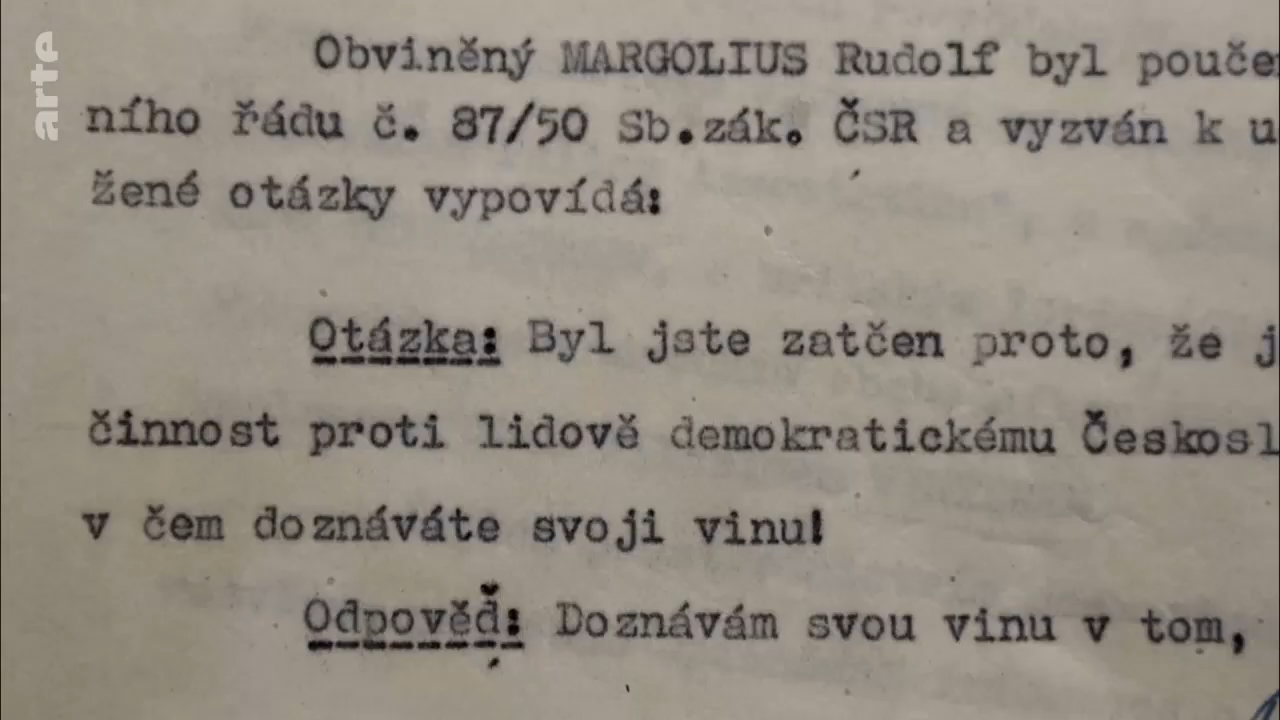 arte
Obviněný MARGOLIUS Rudolf byl pouče
ního řádu č. 87/50 Sb.zák. ČSR a vyzván k u
žené otázky vypovídá:
Otázka: Byl jste zatčen proto, že j
činnost proti lidově demokratickému Českosl
v čem doznáváte svoji vinu!
Odpověď: Doznávám svou vinu v tom,